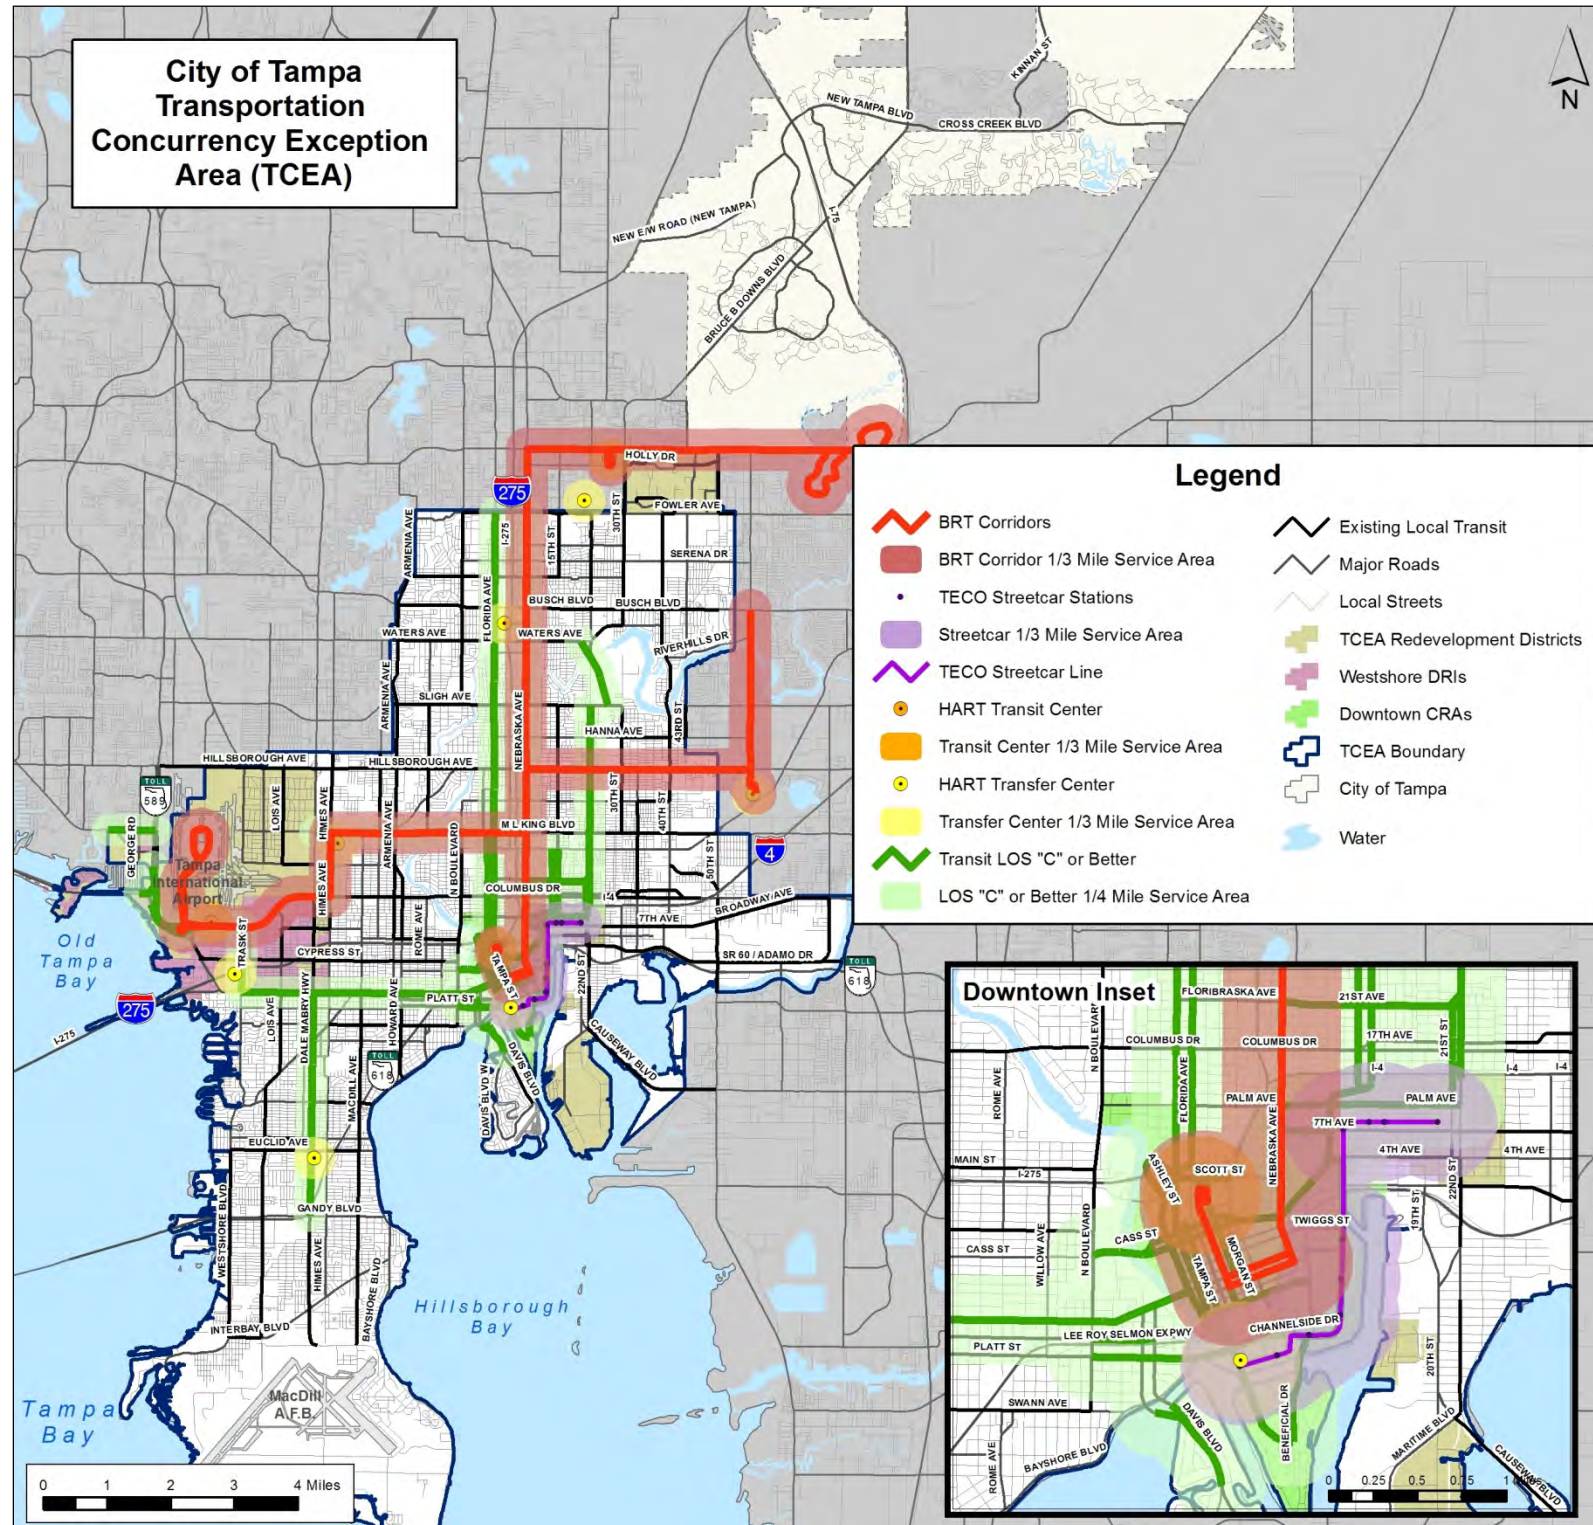 City of Tampa
Transportation
Concurrency Exception
Area (TCEA)
N
KINNAN ST
NEW TAMPA BLVD
CROSS CREEK BLVD
NEW E/W ROAD (NEW TAMPA)
I-75
BRUCE B DOWNS BLVD
HOLLY DR
275
30TH ST
FOWLER AVE
ARMENIA AVE
I-275
15TH ST
SERENA DR
FLORIDA AVE
BUSCH BLVD
BUSCH BLVD
WATERS AVE
WATERS AVE
RIVERHILLS DR
ARMENIA AVE
SLIGH AVE
NEBRASKA AVE
43RD ST
HANNA AVE
HILLSBOROUGH AVE
HILLSBOROUGH AVE
TOLL
589
LOIS AVE
HIMES AVE
30TH ST
40TH ST
GEORGE RD
M L KING BLVD
ARMENIA AVE
N BOULEVARD
4
50TH ST
Tampa
International
Airport
HIMES AVE
COLUMBUS DR
I-4
BROADWAY AVE
7TH AVE
TRASK ST
ROME AVE
CYPRESS ST
SR 60 / ADAMO DR
Old
Tampa
Bay
TAMPA ST
22ND ST
TOLL
618
PLATT ST
275
I-275
LOIS AVE
DALE MABRY HWY
HOWARD AVE
CAUSEWAY BLVD
TOLL
618
MACDILL AVE
DAVIS BLVD
DAVIS BLVD W
EUCLID AVE
GANDY BLVD
WESTSHORE BLVD
HIMES AVE
BAYSHORE BLVD
Hillsborough
Bay
INTERBAY BLVD
MacDill
A.F.B.
Tampa
Bay
0 1 2 3 4 Miles
Legend
BRT Corridors
BRT Corridor 1/3 Mile Service Area
TECO Streetcar Stations
Streetcar 1/3 Mile Service Area
TECO Streetcar Line
HART Transit Center
Transit Center 1/3 Mile Service Area
HART Transfer Center
Transfer Center 1/3 Mile Service Area
Transit LOS "C" or Better
LOS "C" or Better 1/4 Mile Service Area
Existing Local Transit
Major Roads
Local Streets
TCEA Redevelopment Districts
Westshore DRIs
Downtown CRAs
TCEA Boundary
City of Tampa
Water
Downtown Inset
FLORIBRASKA AVE
21ST AVE
N BOULEVARD
17TH AVE
21ST ST
COLUMBUS DR
COLUMBUS DR
I-4
I-4
I-4
ROME AVE
FLORIDA AVE
PALM AVE
PALM AVE
7TH AVE
NEBRASKA AVE
4TH AVE
4TH AVE
MAIN ST
I-275
ASHLEY ST
SCOTT ST
22ND ST
19TH ST
N BOULEVARD
TWIGGS ST
CASS ST
CASS ST
WILLOW AVE
MORGAN ST
TAMPA ST
CHANNELSIDE DR
LEE ROY SELMON EXPWY
PLATT ST
20TH ST
SWANN AVE
DAVIS BLVD
BENEFICIAL DR
MARITIME BLVD
BAYSHORE BLVD
ROME AVE
CAUSEWAY BLVD
0 0.25 0.5 0.75 1